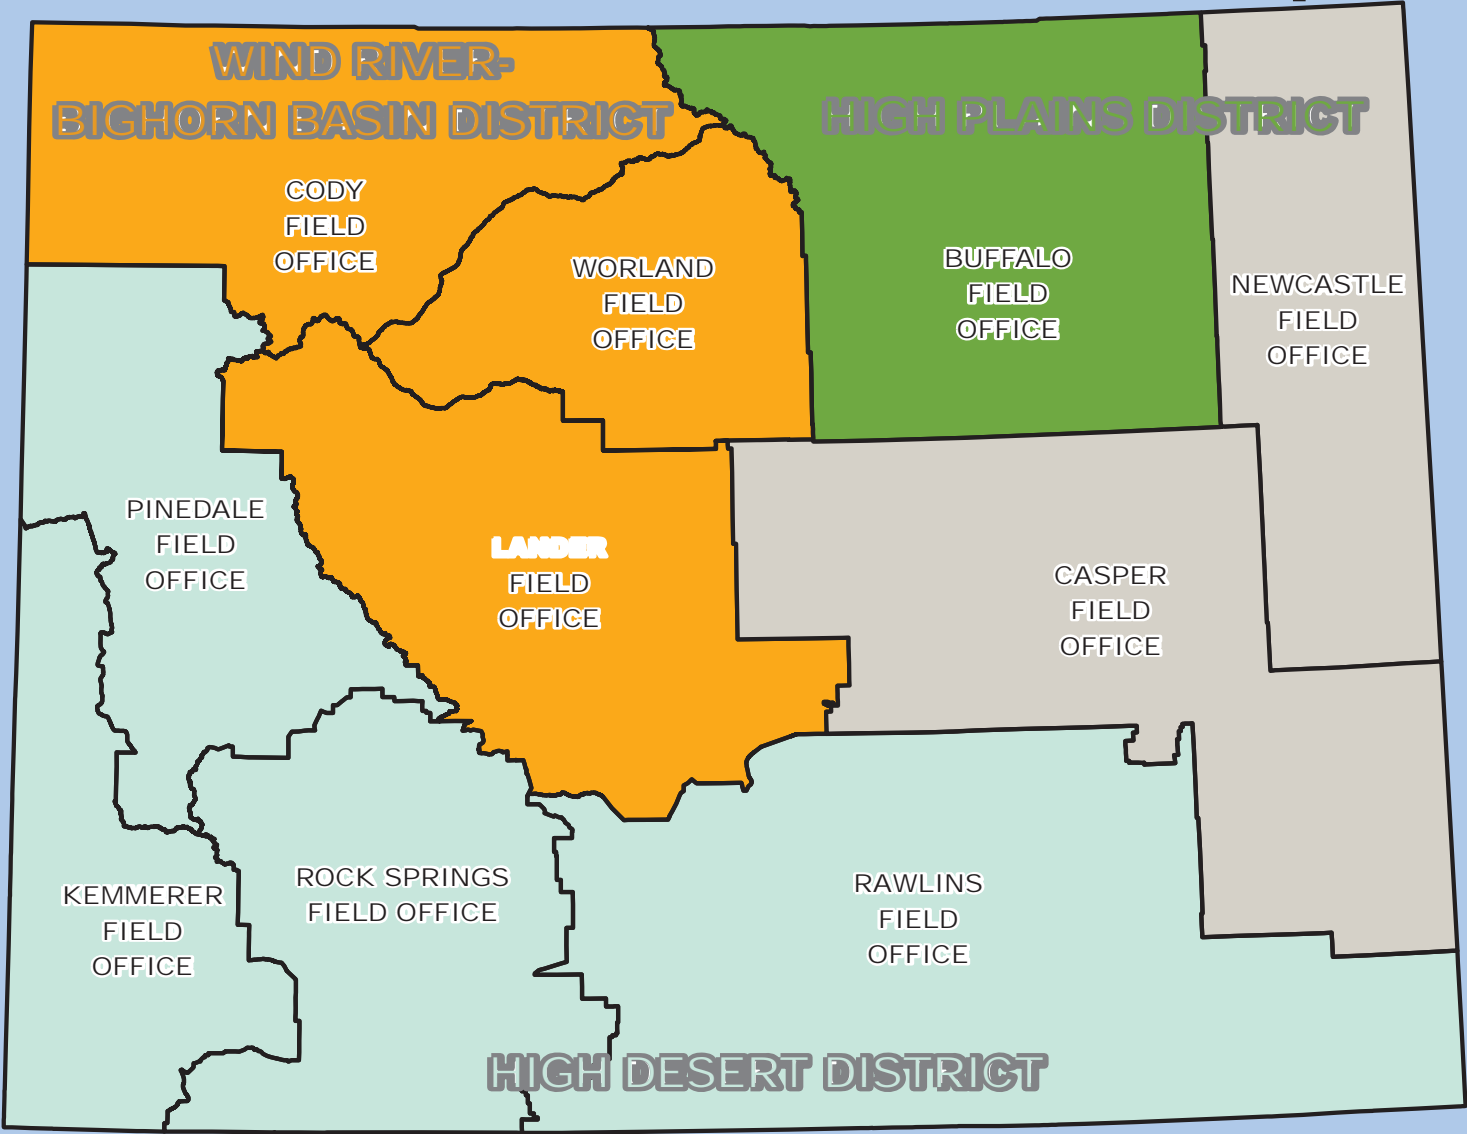 WIND RIVER-
BIGHORN BASIN DISTRICT
HIGH PLAINS DISTRICT
CODY
FIELD
OFFICE
WORLAND
FIELD
OFFICE
BUFFALO
FIELD
OFFICE
NEWCASTLE
FIELD
OFFICE
PINEDALE
FIELD
OFFICE
LANDER
FIELD
OFFICE
CASPER
FIELD
OFFICE
KEMMERER
FIELD
OFFICE
ROCK SPRINGS
FIELD OFFICE
RAWLINS
FIELD
OFFICE
HIGH DESERT DISTRICT